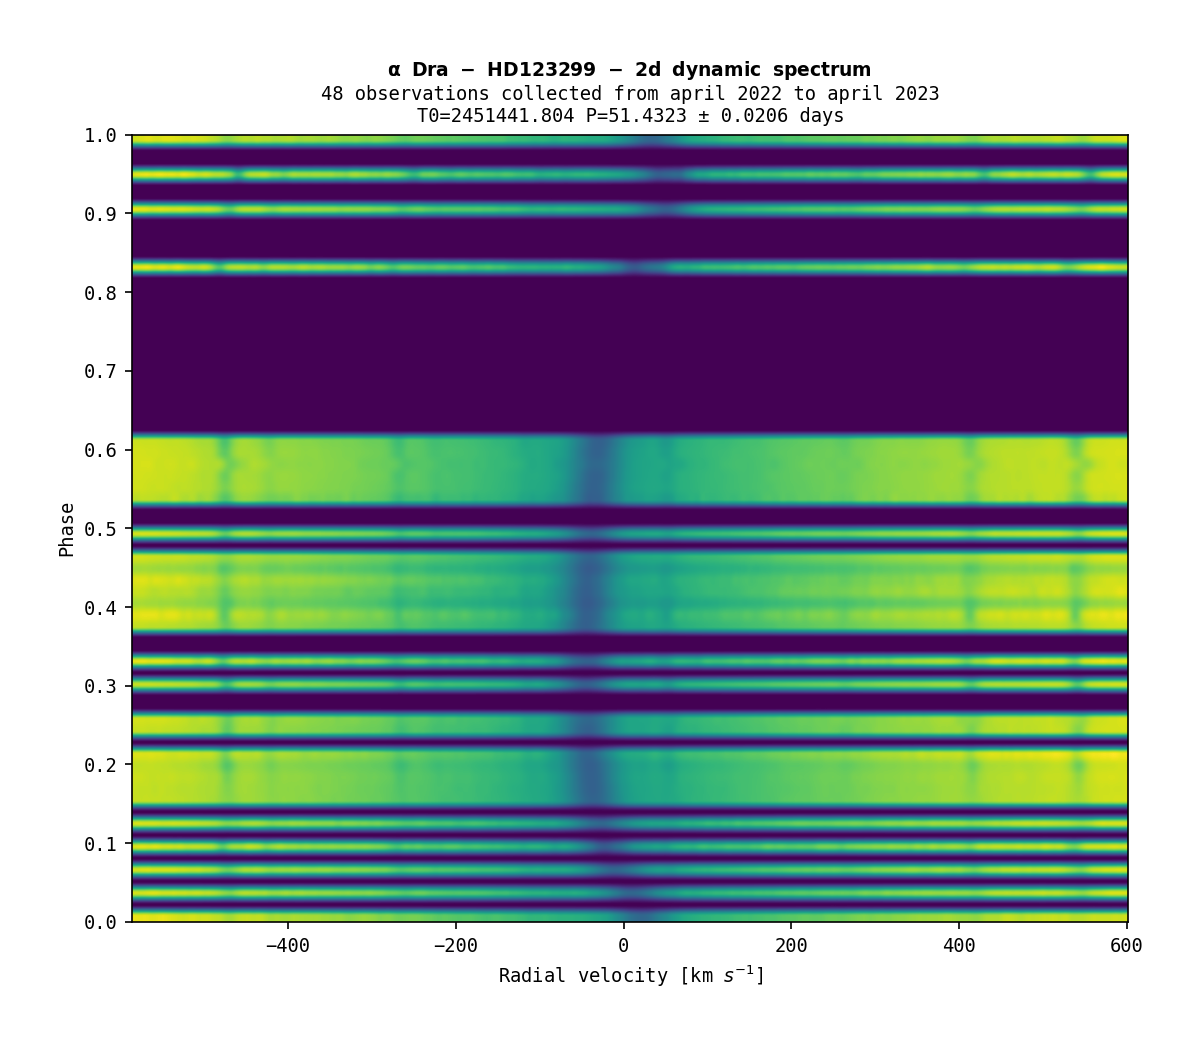 α Dra − HD123299 − 2d dynamic spectrum
48 observations collected from april 2022 to april 2023
T0=2451441.804 P=51.4323 ± 0.0206 days
1.0
0.9
0.8
0.7
0.6
0.5
0.4
0.3
0.2
0.1
0.0
Phase
−400 −200 0 200 400 600
Radial velocity [km s⁻¹]